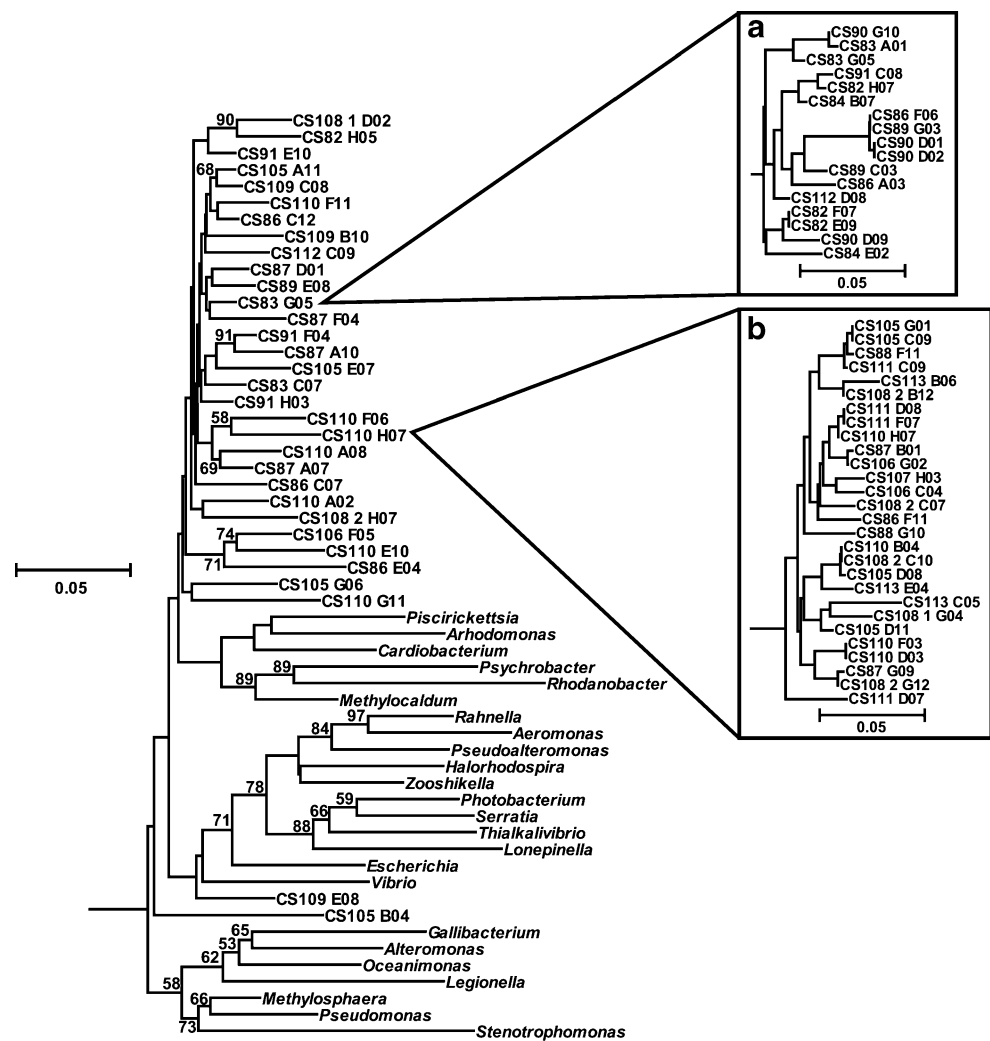 90
CS108 1 D02
CS82 H05
CS91 E10
68
CS105 A11
CS109 C08
CS110 F11
CS86 C12
CS109 B10
CS112 C09
CS87 D01
CS89 E08
CS83 G05
CS87 F04
91
CS91 F04
CS87 A10
CS105 E07
CS83 C07
CS91 H03
58
CS110 F06
CS110 H07
CS110 A08
69
CS87 A07
CS86 C07
CS110 A02
CS108 2 H07
74
CS106 F05
CS110 E10
71
CS86 E04
0.05
CS105 G06
CS110 G11
Piscirickettsia
Arhodomonas
Cardiobacterium
89
Psychrobacter
89
Rhodanobacter
Methylocaldum
97
Rahnella
84
Aeromonas
Pseudoalteromonas
Halorhodospira
78
Zooshikella
59
Photobacterium
66
Serratia
71
88
Thialkalivibrio
Lonepinella
Escherichia
Vibrio
CS109 E08
CS105 B04
65
Gallibacterium
53
Alteromonas
62
Oceanimonas
58
Legionella
66
Methylosphaera
Pseudomonas
73
Stenotrophomonas
a
CS90 G10
CS83 A01
CS83 G05
CS91 C08
CS82 H07
CS84 B07
CS86 F06
CS89 G03
CS90 D01
CS90 D02
CS89 C03
CS86 A03
CS112 D08
CS82 F07
CS82 E09
CS90 D09
CS84 E02
0.05
b
CS105 G01
CS105 C09
CS88 F11
CS111 C09
CS113 B06
CS108 2 B12
CS111 D08
CS111 F07
CS110 H07
CS87 B01
CS106 G02
CS107 H03
CS106 C04
CS108 2 C07
CS86 F11
CS88 G10
CS110 B04
CS108 2 C10
CS105 D08
CS113 E04
CS113 C05
CS108 1 G04
CS105 D11
CS110 F03
CS110 D03
CS87 G09
CS108 2 G12
CS111 D07
0.05